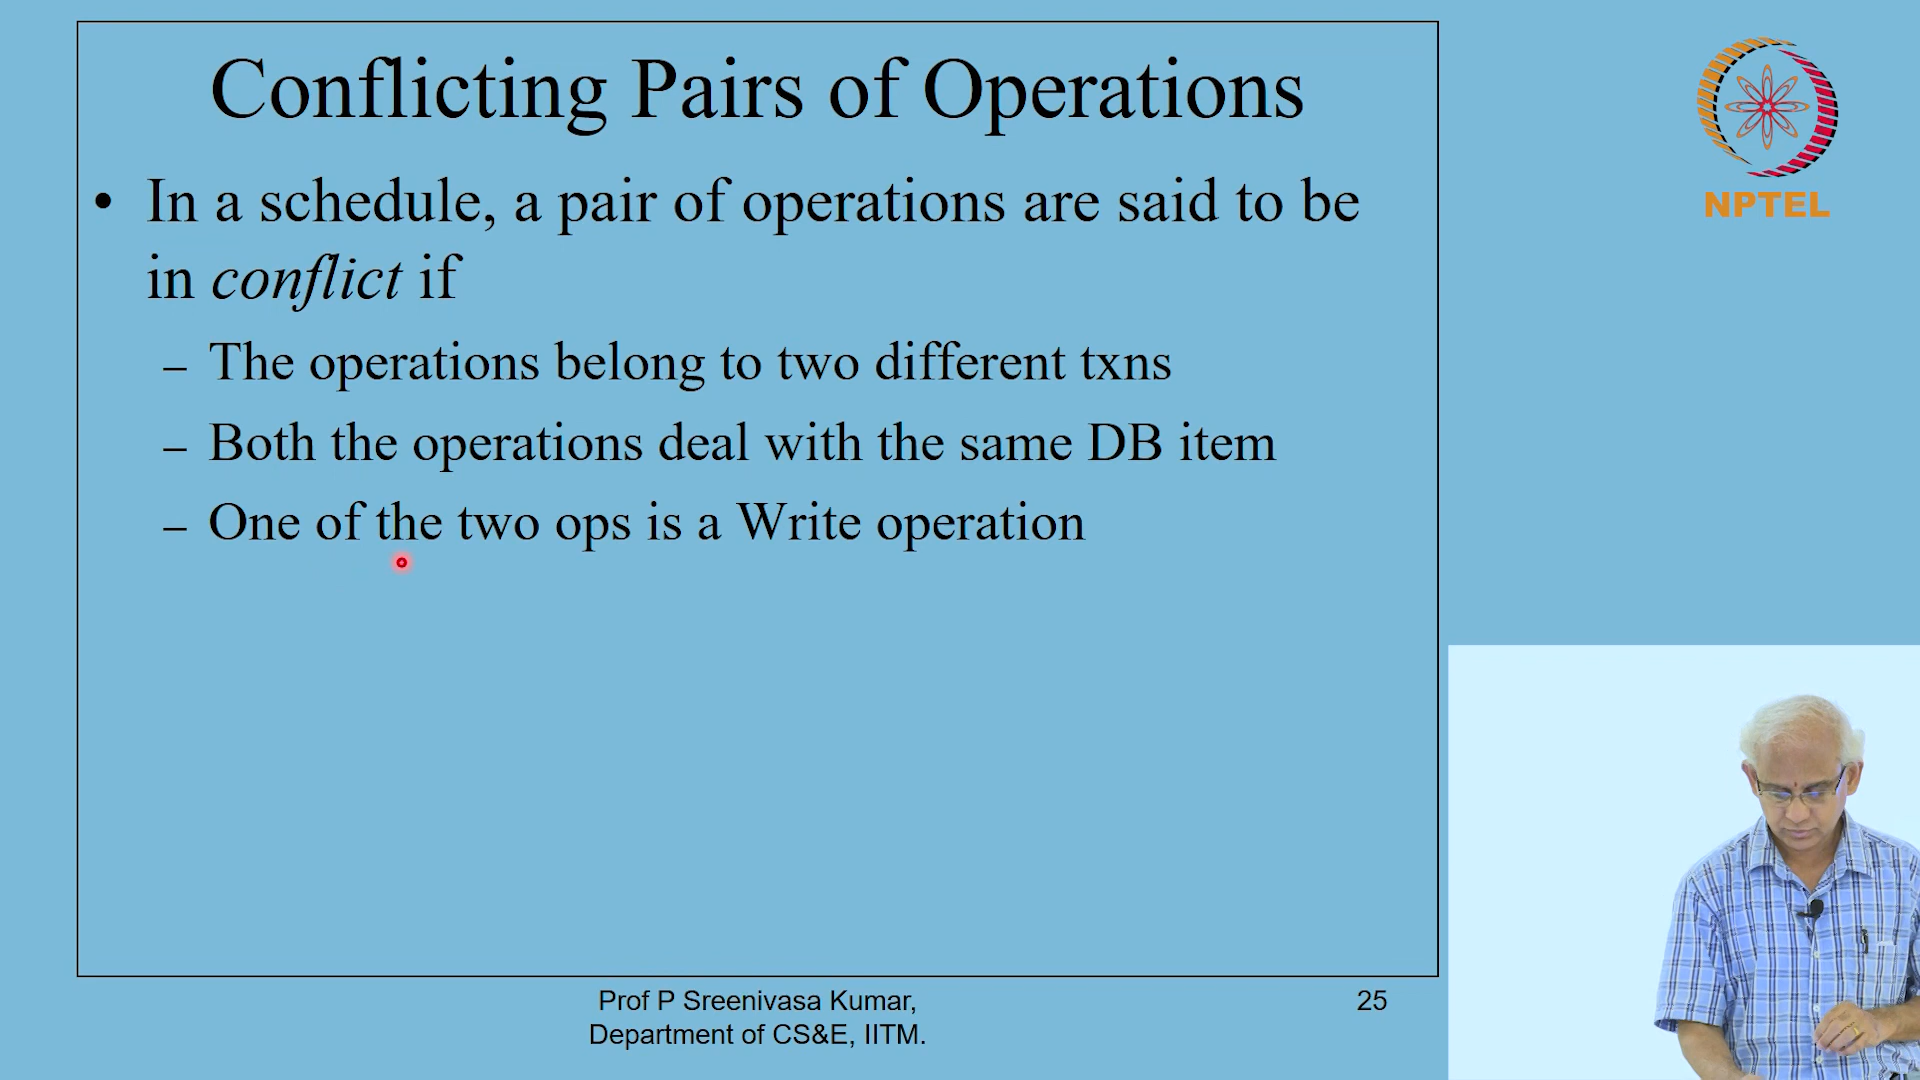 Conflicting Pairs of Operations
• In a schedule, a pair of operations are said to be
in conflict if
– The operations belong to two different txns
– Both the operations deal with the same DB item
– One of the two ops is a Write operation
Prof P Sreenivasa Kumar,
Department of CS&E, IITM.
25
NPTEL